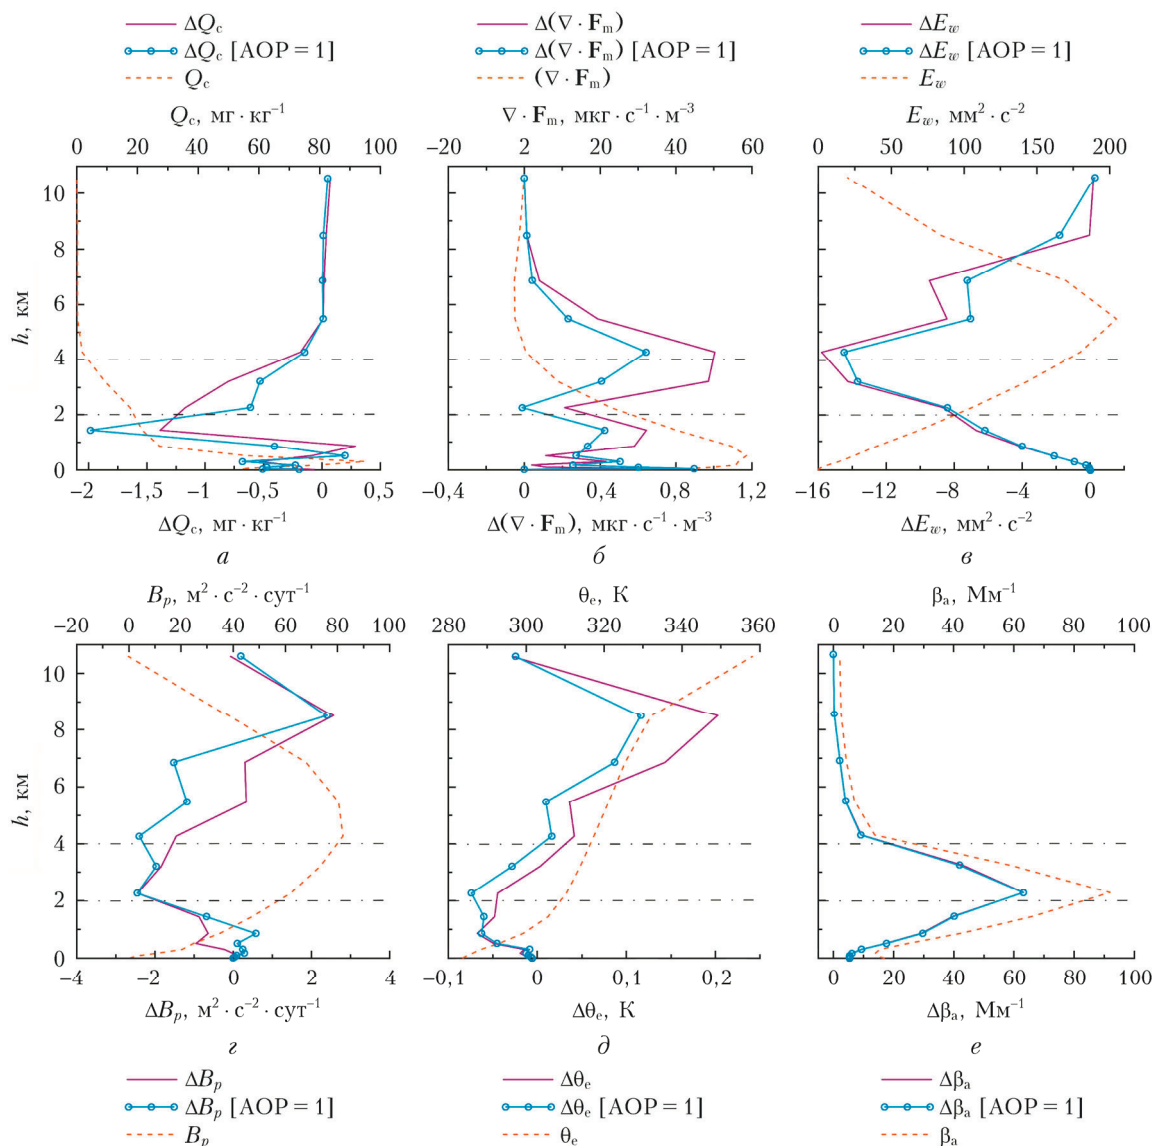 ΔQc Δ(∇ · Fm) ΔEw
ΔQc [AOP = 1] Δ(∇ · Fm) [AOP = 1] ΔEw [AOP = 1]
Qc (∇ · Fm) Ew
Qc, мг · кг⁻¹ ∇ · Fm, мкг · с⁻¹ · м⁻³ Ew, мм² · с⁻²
0 20 40 60 80 100 −20 2 20 40 60 0 50 100 150 200
10
8
6
4
2
0
h, км
−2 −1 −0,5 0 0,5 −0,4 0 0,4 0,8 1,2 −16 −12 −8 −4 0
ΔQc, мг · кг⁻¹ Δ(∇ · Fm), мкг · с⁻¹ · м⁻³ ΔEw, мм² · с⁻²
а б в
Bp, м² · с⁻² · сут⁻¹ θe, К βa, Мм⁻¹
−20 0 20 40 60 80 100 280 300 320 340 360 0 20 40 60 80 100
10
8
6
4
2
0
h, км
−4 −2 0 2 4 −0,1 0 0,1 0,2 0 20 40 60 80 100
ΔBp, м² · с⁻² · сут⁻¹ Δθe, К Δβa, Мм⁻¹
г д е
ΔBp Δθe Δβa
ΔBp [AOP = 1] Δθe [AOP = 1] Δβa [AOP = 1]
Bp θe βa